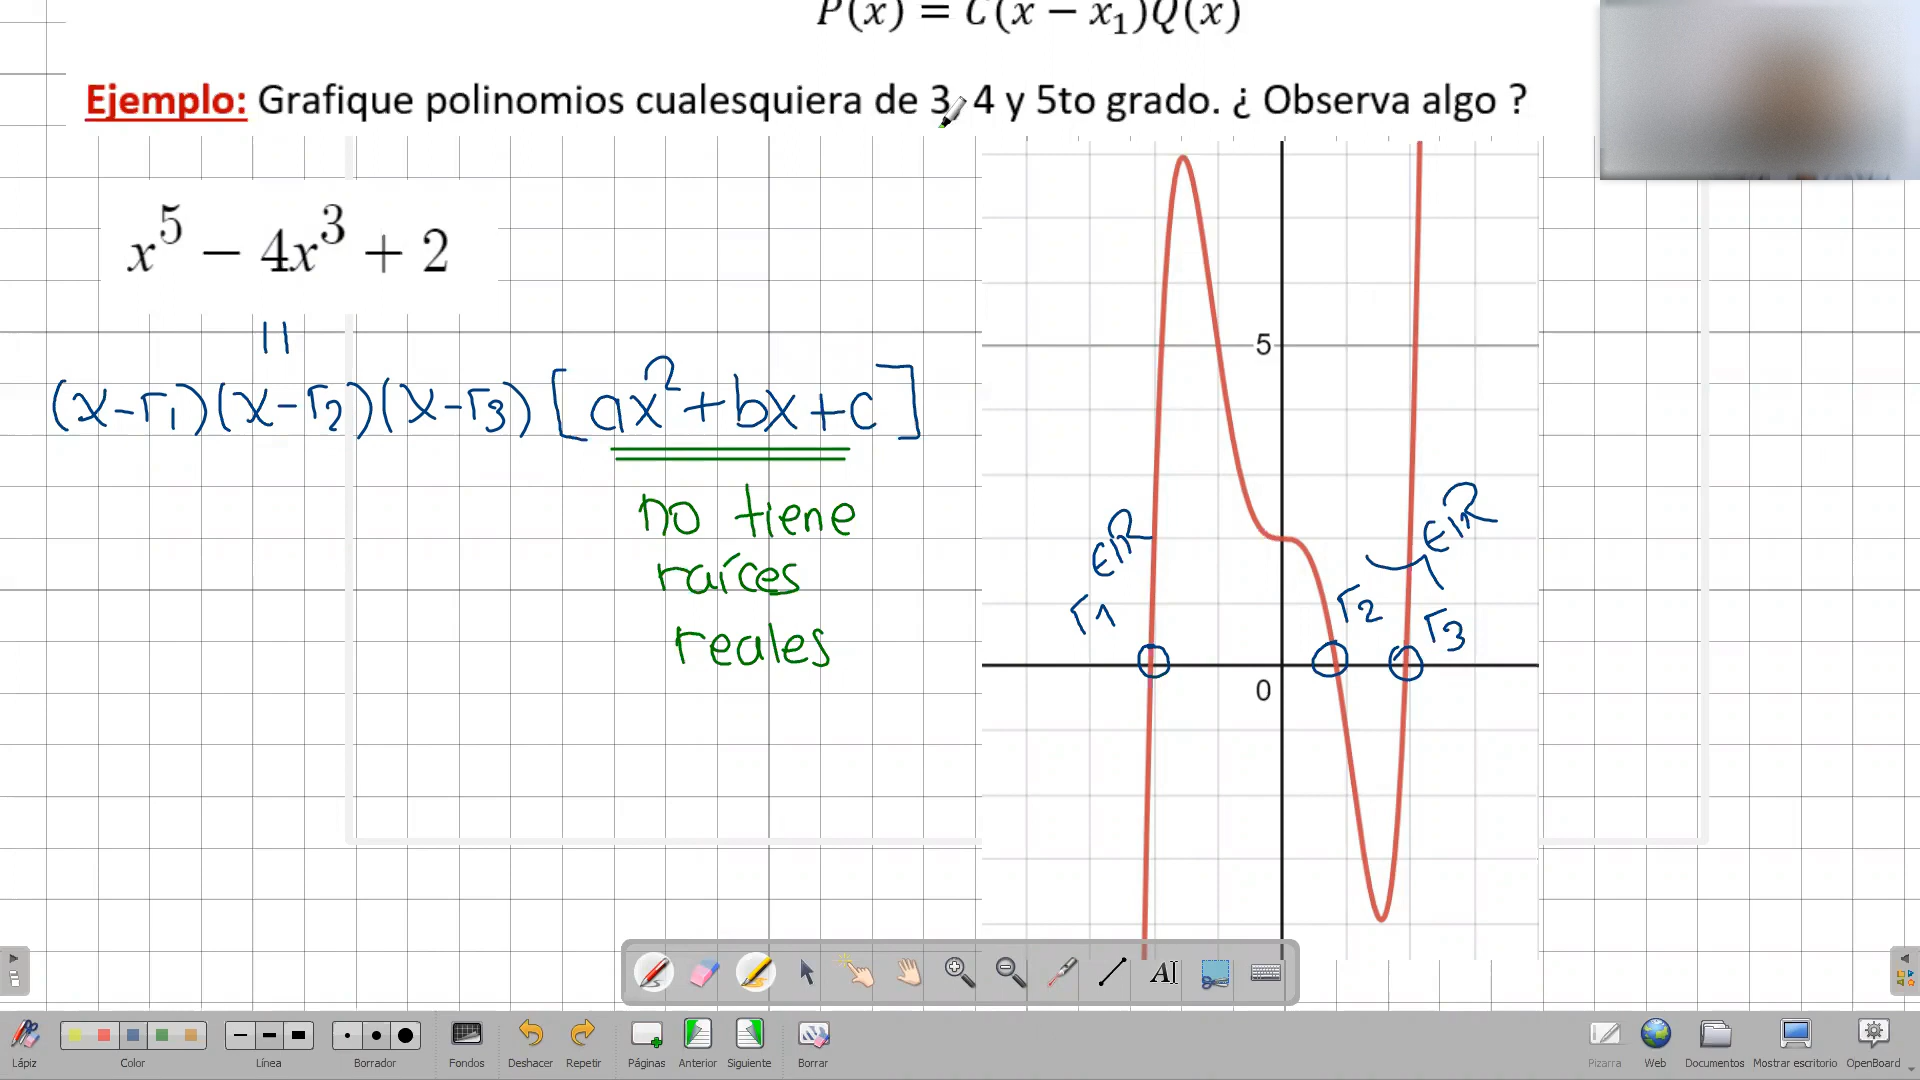 P(x) = C(x − x₁)Q(x)
Ejemplo: Grafique polinomios cualesquiera de 3, 4 y 5to grado. ¿ Observa algo ?
x⁵ − 4x³ + 2
||
(x-r1)(x-r2)(x-r3)[ax²+bx+c]
no tiene
raíces
reales
5
0
∈ℝ
r1
∈ℝ
r2
r3
AI
Lápiz
Color
Línea
Borrador
Fondos
Deshacer
Repetir
Páginas
Anterior
Siguiente
Borrar
Pizarra
Web
Documentos
Mostrar escritorio
OpenBoard